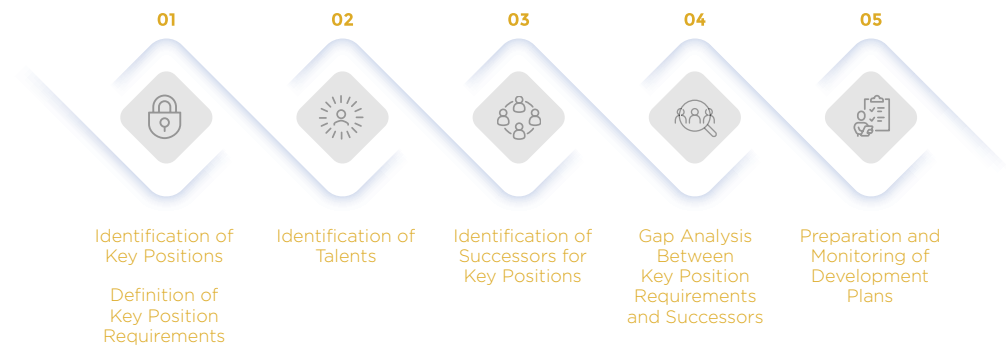 01
Identification of
Key Positions
Definition of
Key Position
Requirements
02
Identification of
Talents
03
Identification of
Successors for
Key Positions
04
Gap Analysis
Between
Key Position
Requirements
and Successors
05
Preparation and
Monitoring of
Development
Plans